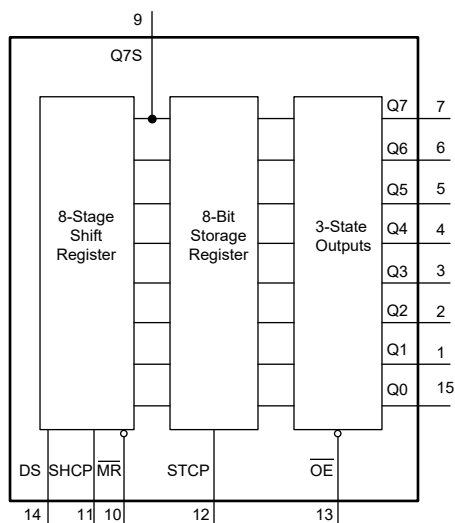 9
Q7S
Q7 7
Q6 6
Q5 5
8-Stage
Shift
Register
8-Bit
Storage
Register
3-State
Outputs
Q4 4
Q3 3
Q2 2
Q1 1
Q0 15
DS SHCP MR STCP OE
14 11 10 12 13